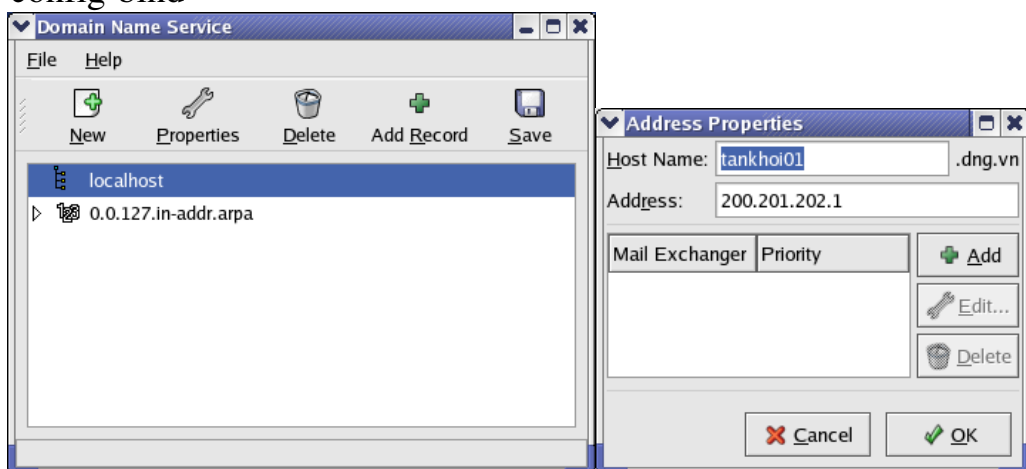 config-bind
Domain Name Service
File Help
New Properties Delete Add Record Save
localhost
0.0.127.in-addr.arpa
Address Properties
Host Name: tankhoi01 .dng.vn
Address: 200.201.202.1
Mail Exchanger Priority
Add
Edit...
Delete
Cancel OK